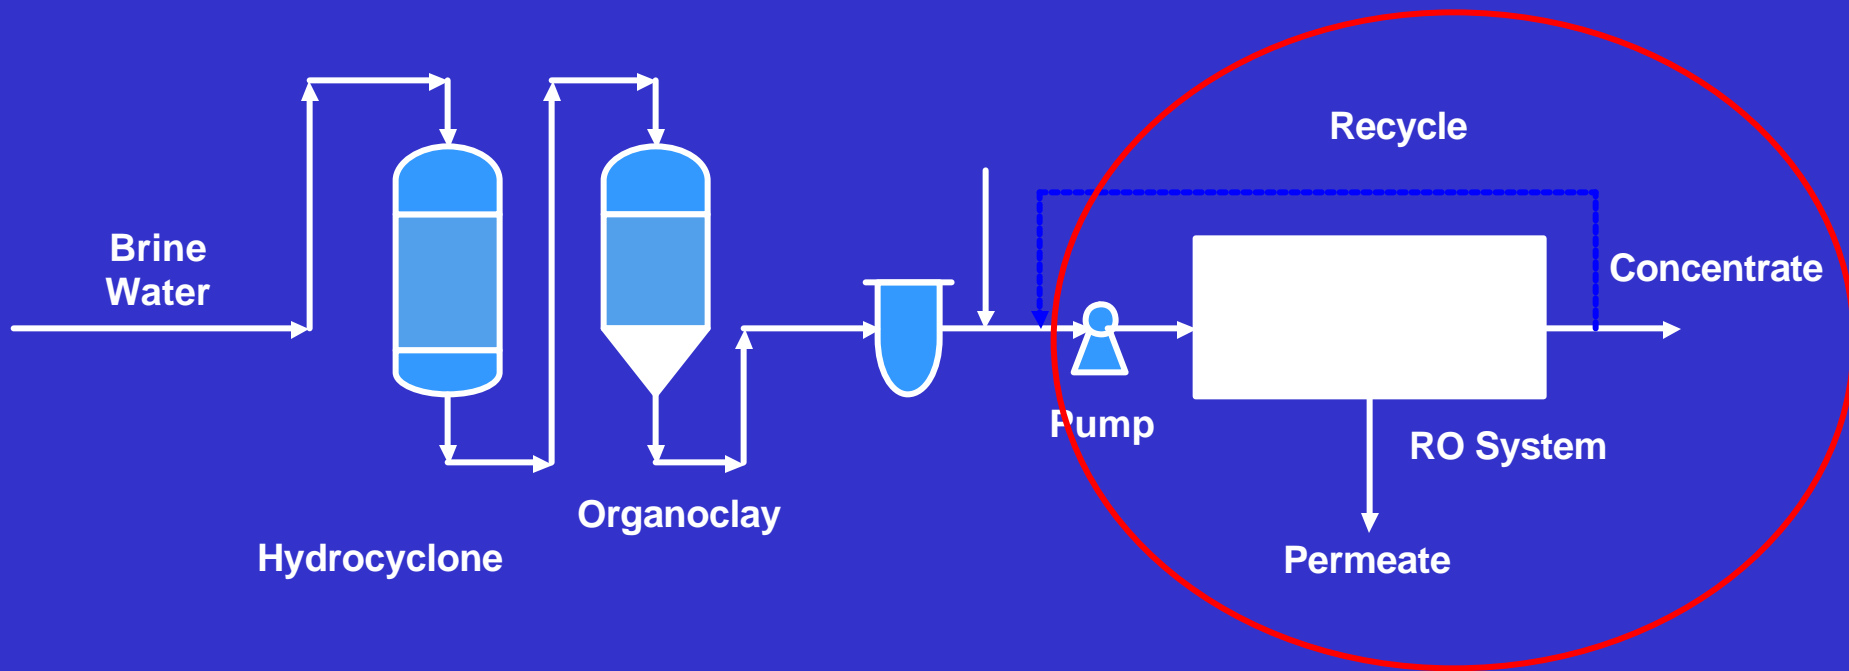 Brine
Water
Hydrocyclone
Organoclay
Pump
Recycle
Concentrate
RO System
Permeate